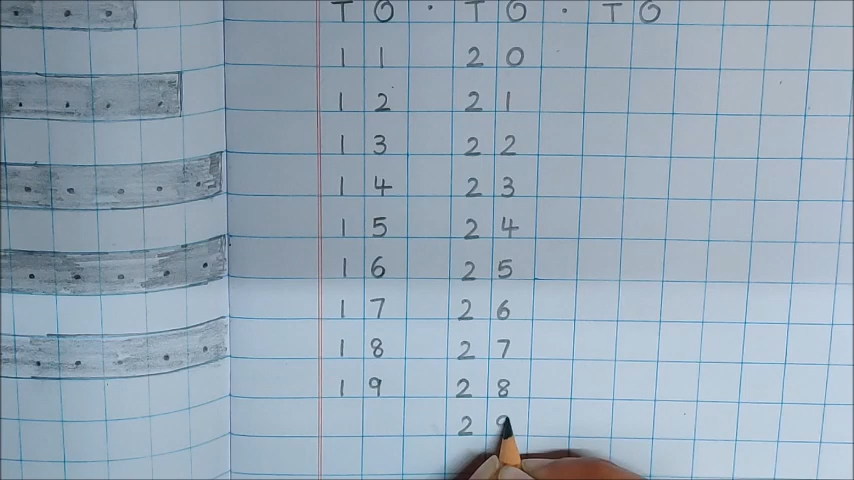 T O . T O . T O
1 1 2 0
1 2 2 1
1 3 2 2
1 4 2 3
1 5 2 4
1 6 2 5
1 7 2 6
1 8 2 7
1 9 2 8
2 9